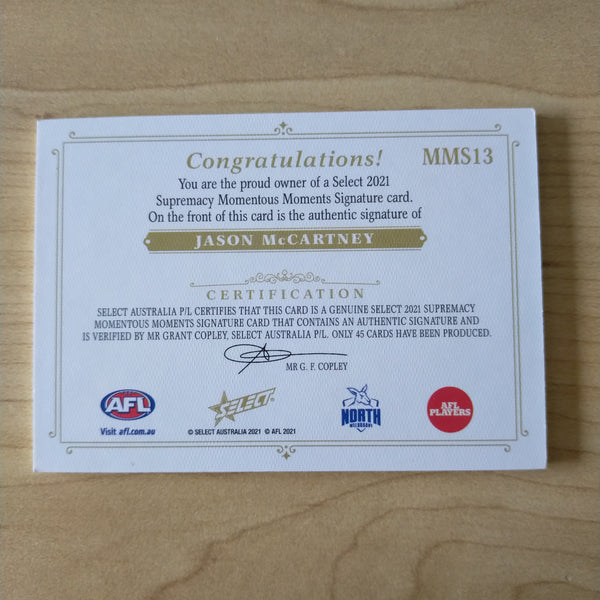 Congratulations!
MMS13
You are the proud owner of a Select 2021
Supremacy Momentous Moments Signature card.
On the front of this card is the authentic signature of
JASON McCARTNEY
CERTIFICATION
SELECT AUSTRALIA P/L CERTIFIES THAT THIS CARD IS A GENUINE SELECT 2021 SUPREMACY
MOMENTOUS MOMENTS SIGNATURE CARD THAT CONTAINS AN AUTHENTIC SIGNATURE AND
IS VERIFIED BY MR GRANT COPLEY, SELECT AUSTRALIA P/L. ONLY 45 CARDS HAVE BEEN PRODUCED.
MR G. F. COPLEY
AFL
Visit afl.com.au
SELECT
© SELECT AUSTRALIA 2021 © AFL 2021
NORTH
MELBOURNE
AFL
PLAYERS